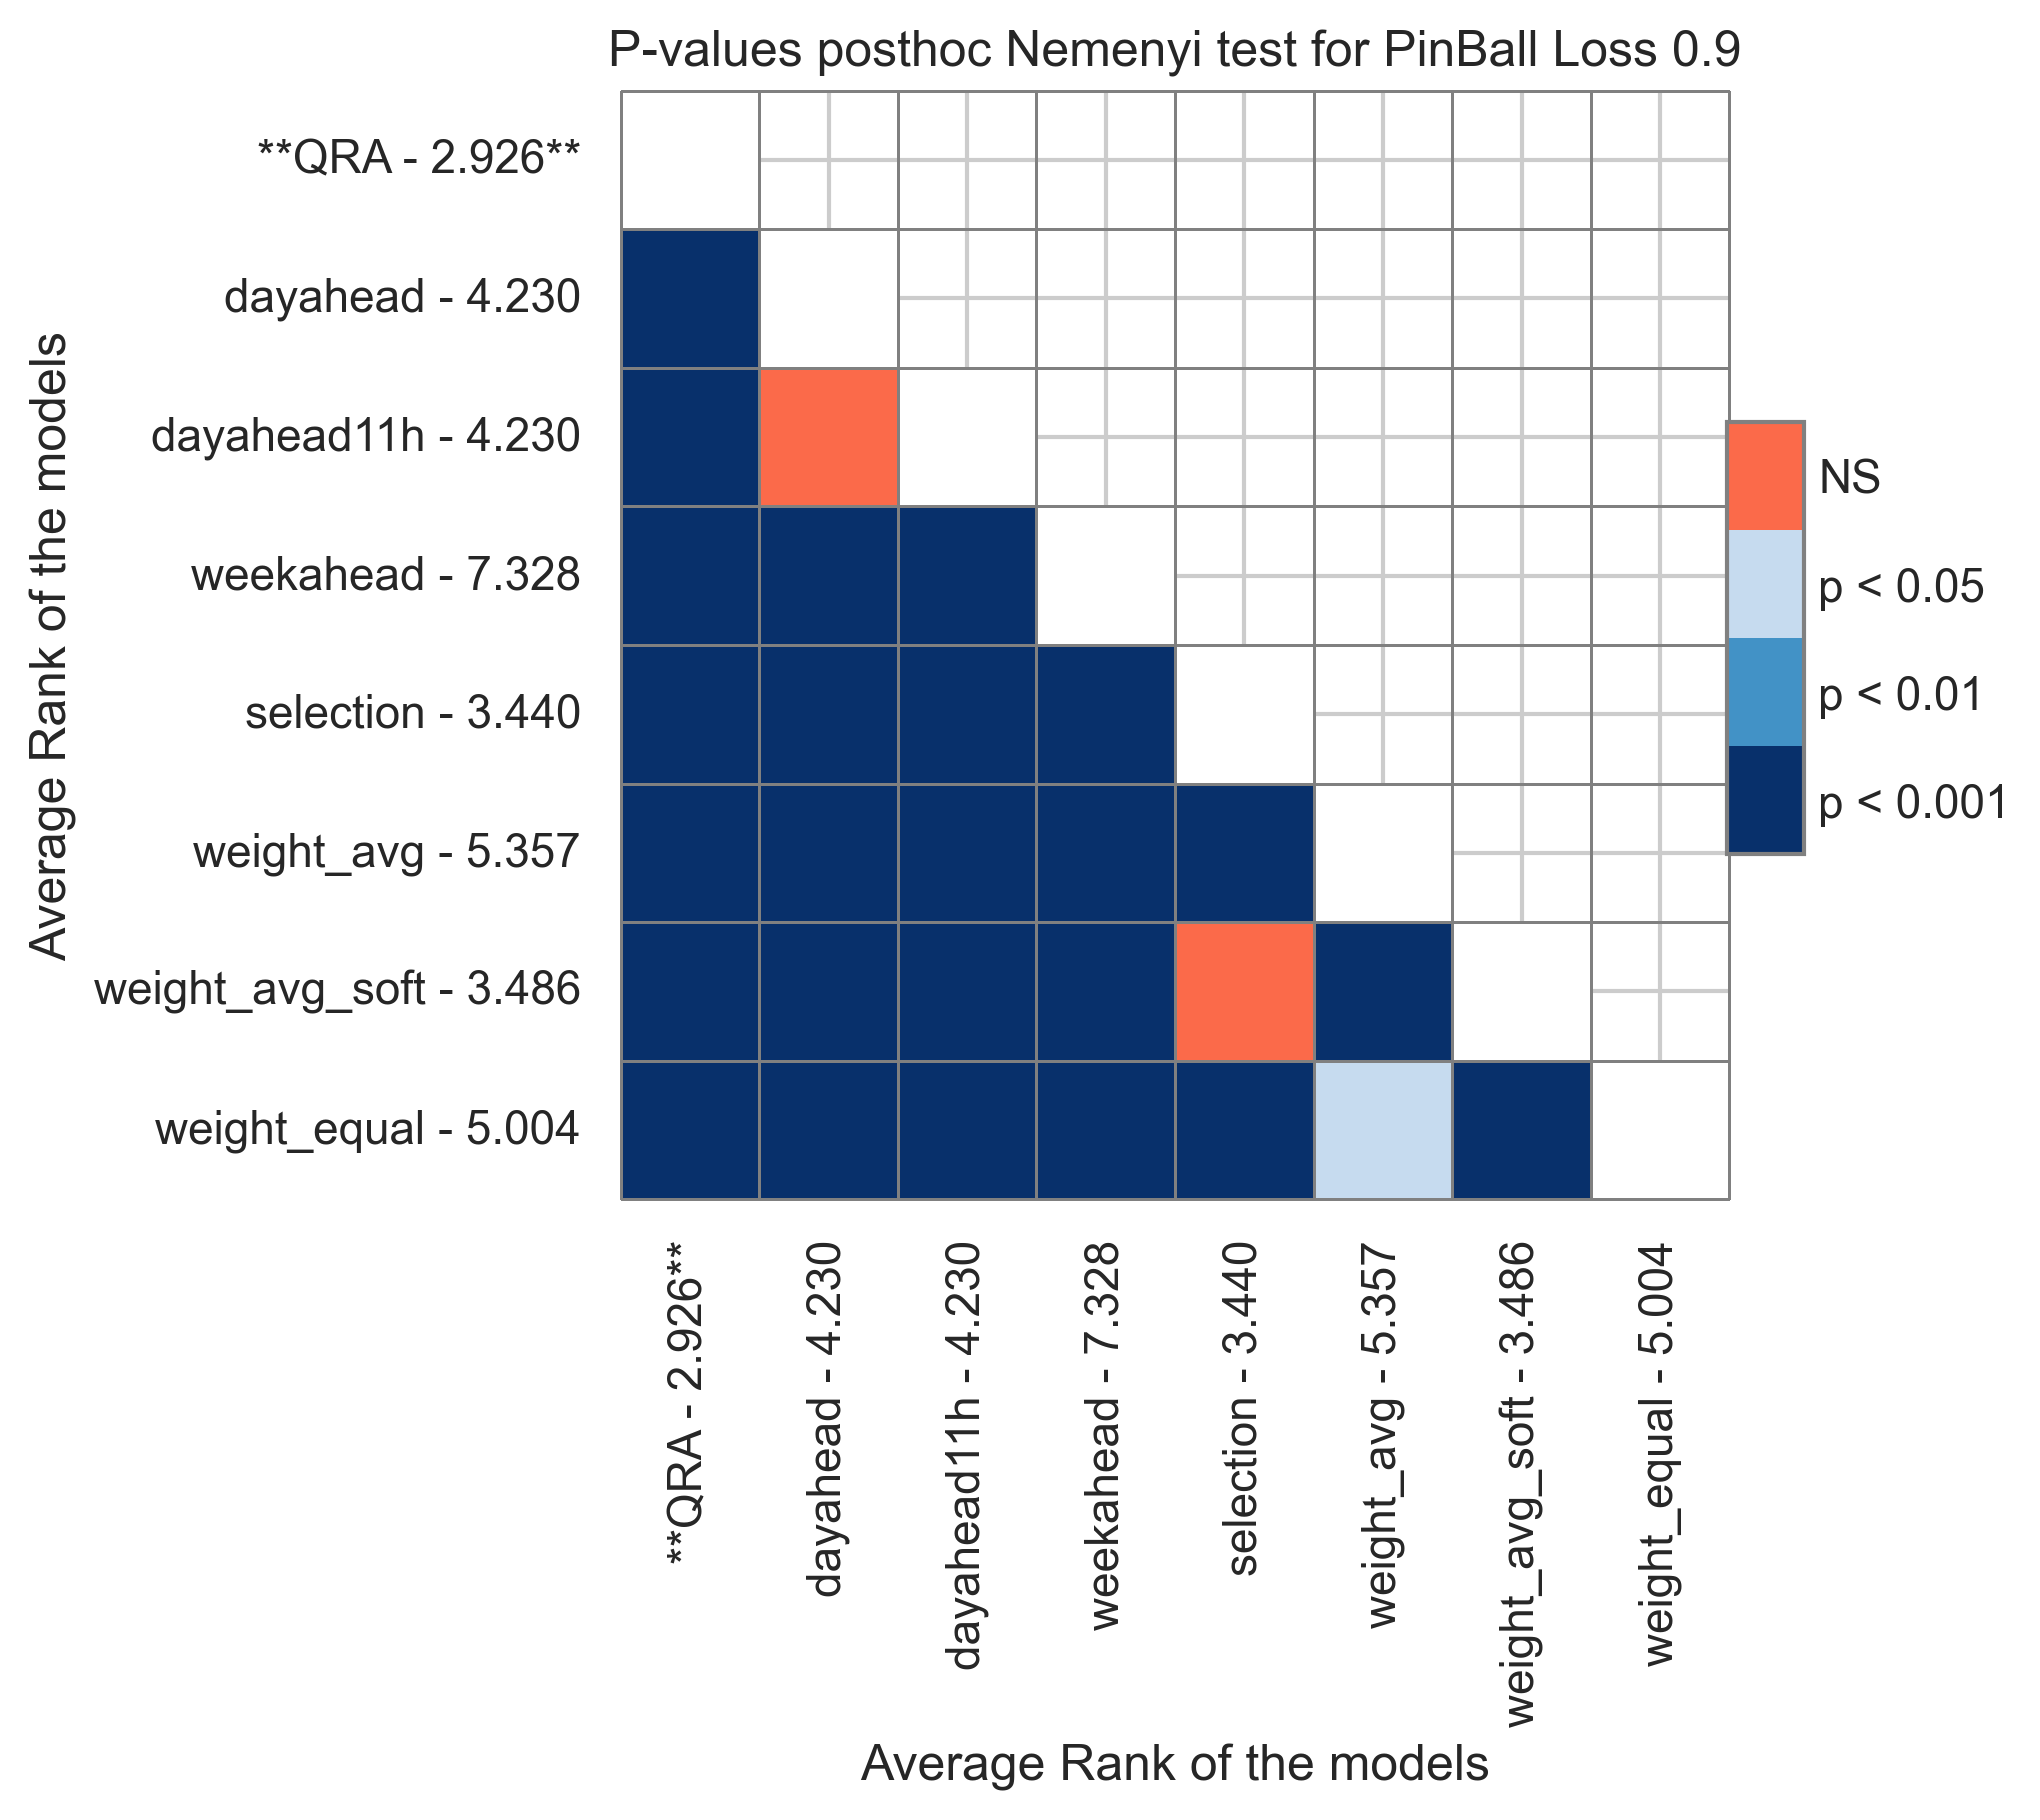 P-values posthoc Nemenyi test for PinBall Loss 0.9
Average Rank of the models
**QRA - 2.926**
dayahead - 4.230
dayahead11h - 4.230
weekahead - 7.328
selection - 3.440
weight_avg - 5.357
weight_avg_soft - 3.486
weight_equal - 5.004
NS
p < 0.05
p < 0.01
p < 0.001
**QRA - 2.926**
dayahead - 4.230
dayahead11h - 4.230
weekahead - 7.328
selection - 3.440
weight_avg - 5.357
weight_avg_soft - 3.486
weight_equal - 5.004
Average Rank of the models